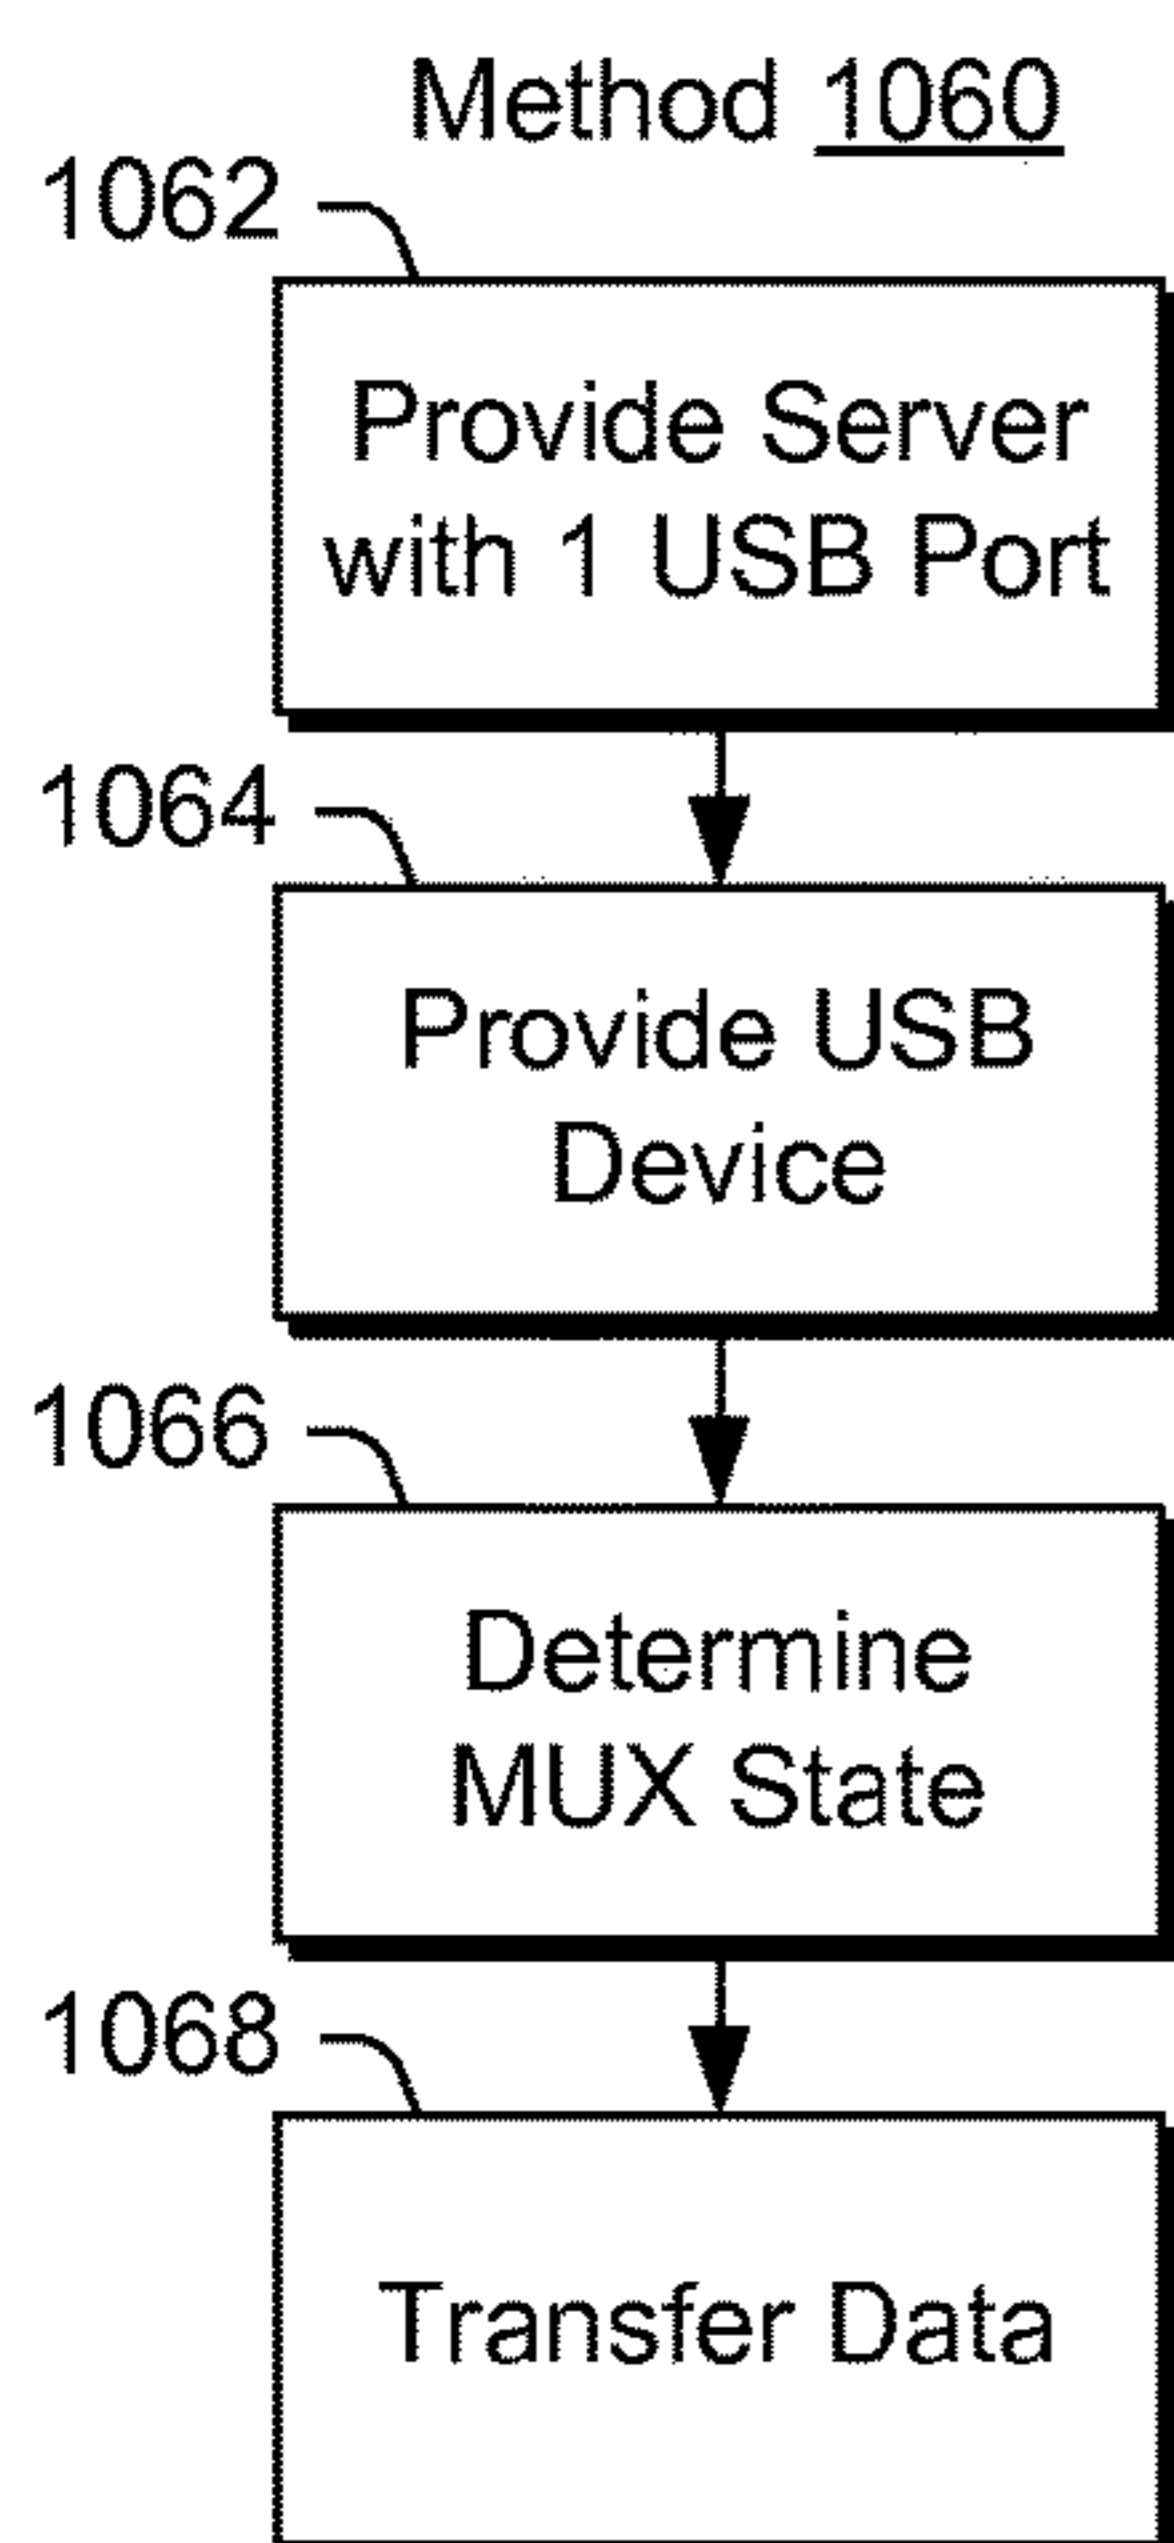 Method 1060
1062
Provide Server
with 1 USB Port
1064
Provide USB
Device
1066
Determine
MUX State
1068
Transfer Data